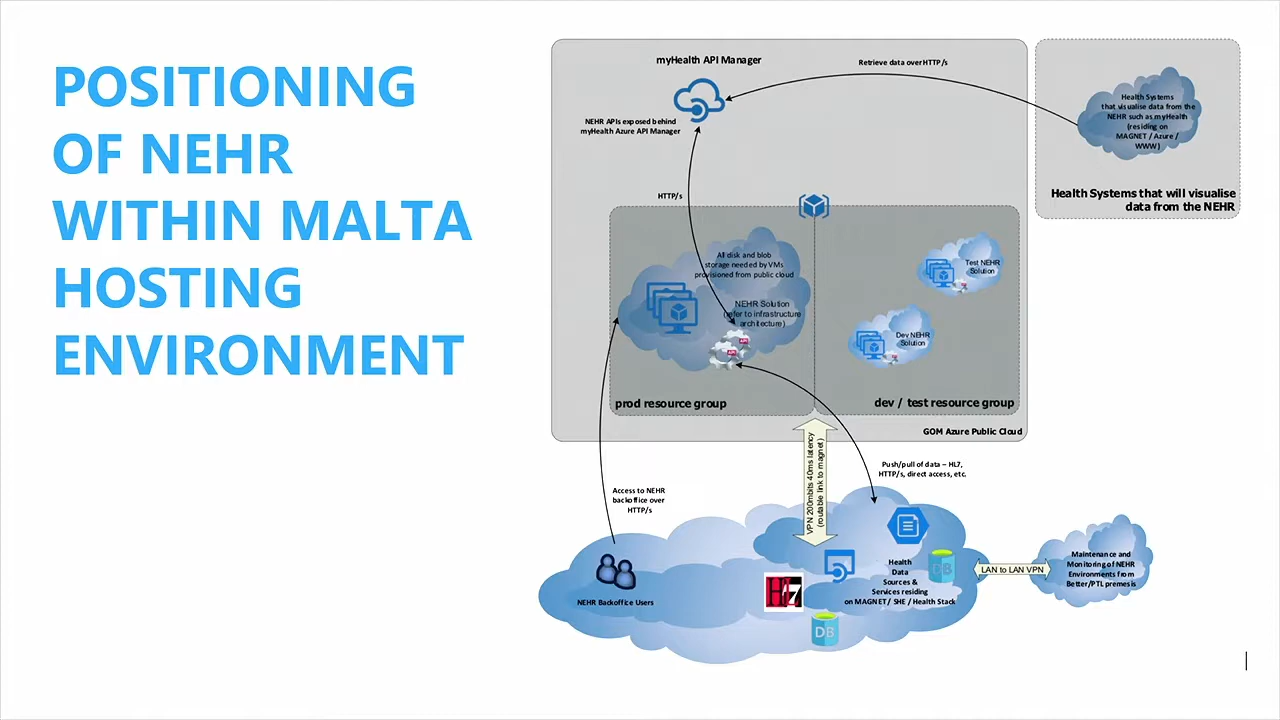 POSITIONING
OF NEHR
WITHIN MALTA
HOSTING
ENVIRONMENT
myHealth API Manager
Retrieve data over HTTP/s
NEHR APIs exposed behind
myHealth Azure API Manager
HTTP/s
Health Systems
that visualise data from the
NEHR such as myHealth
(residing on
MAGNET / Azure /
WWW)
Health Systems that will visualise
data from the NEHR
All disk and blob
storage needed by VMs
provisioned from public cloud
NEHR Solution
(refer to infrastructure
architecture)
API
API
prod resource group
Test NEHR
Solution
Dev NEHR
Solution
dev / test resource group
GOM Azure Public Cloud
VPN 200mbits 40ms latency
(routable link to magnet)
Push/pull of data – HL7,
HTTP/s, direct access, etc.
Access to NEHR
backoffice over
HTTP/s
NEHR Backoffice Users
HL7
DB
DB
Health
Data
Sources &
Services residing
on MAGNET / SHE / Health Stack
LAN to LAN VPN
Maintenance and
Monitoring of NEHR
Environments from
Better/PTL premesis